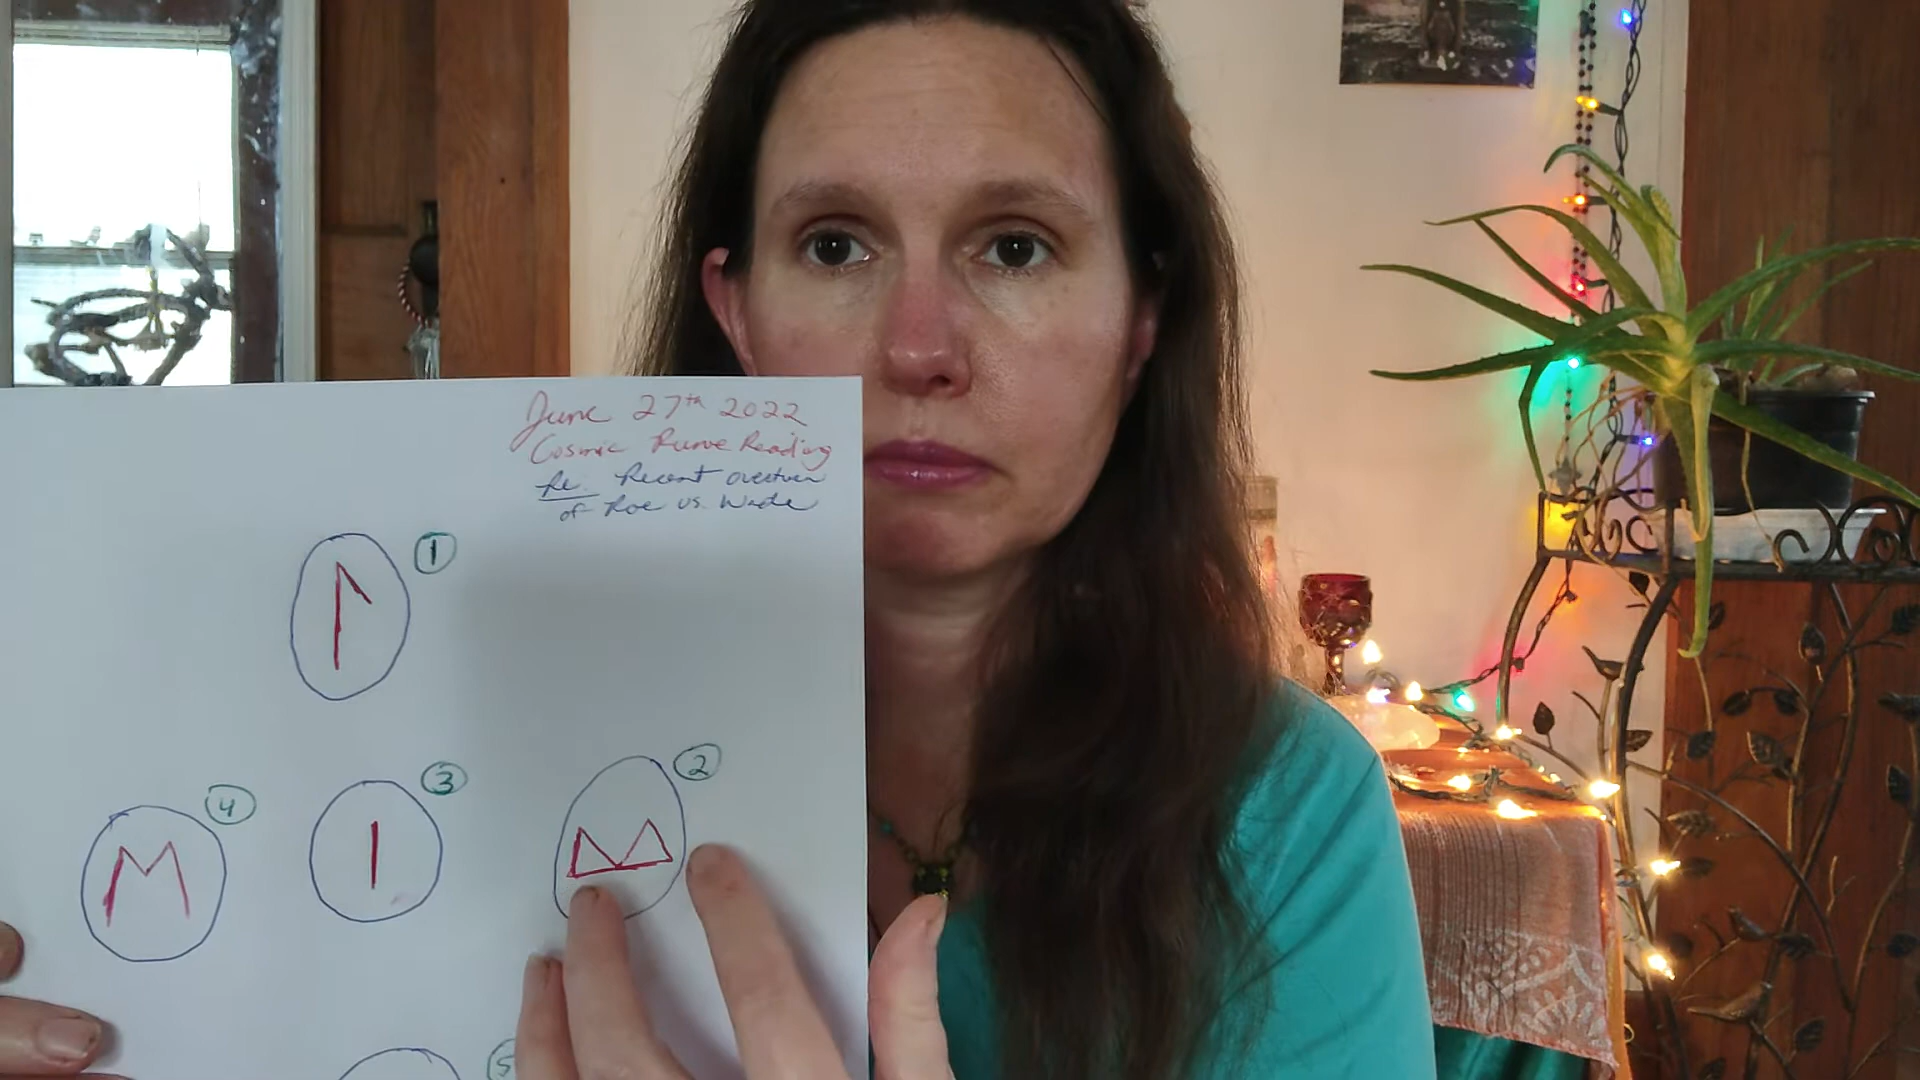 June 27th 2022
Cosmic Rune Reading
Re. Recent overturn
of Roe vs. Wade
1
2
3
4
5